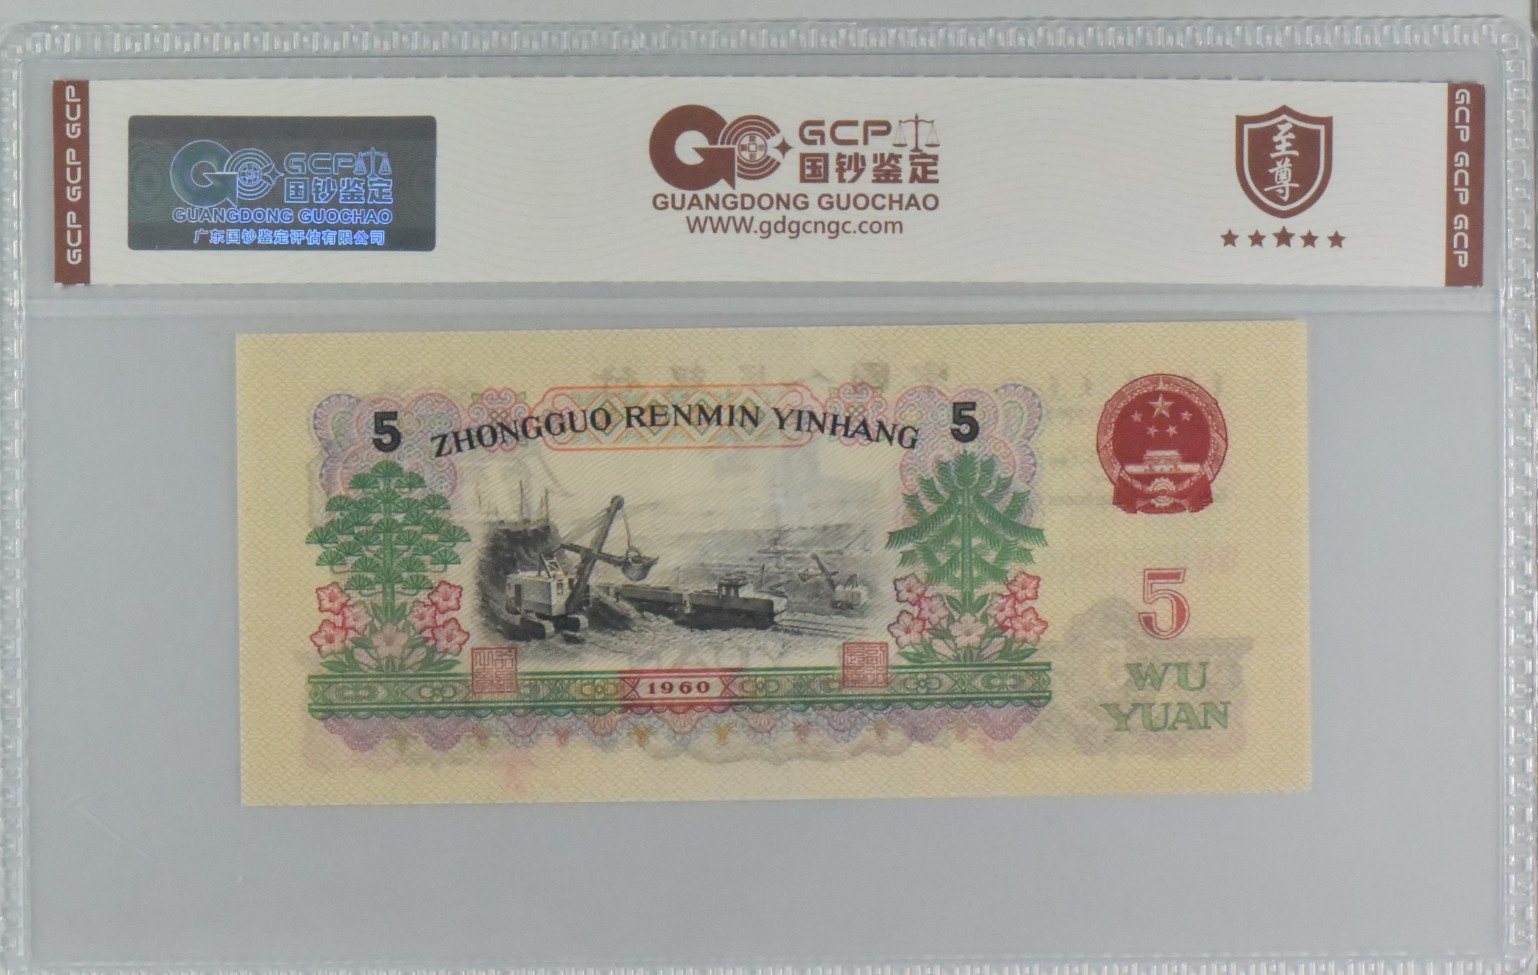 GCP GCP GCP
GCP
国钞鉴定
GUANGDONG GUOCHAO
广东国钞鉴定评估有限公司
GCP
国钞鉴定
GUANGDONG GUOCHAO
WWW.gdgcngc.com
至尊
GCP GCP GCP
5 ZHONGGUO RENMIN YINHANG 5
1960
5
WU
YUAN